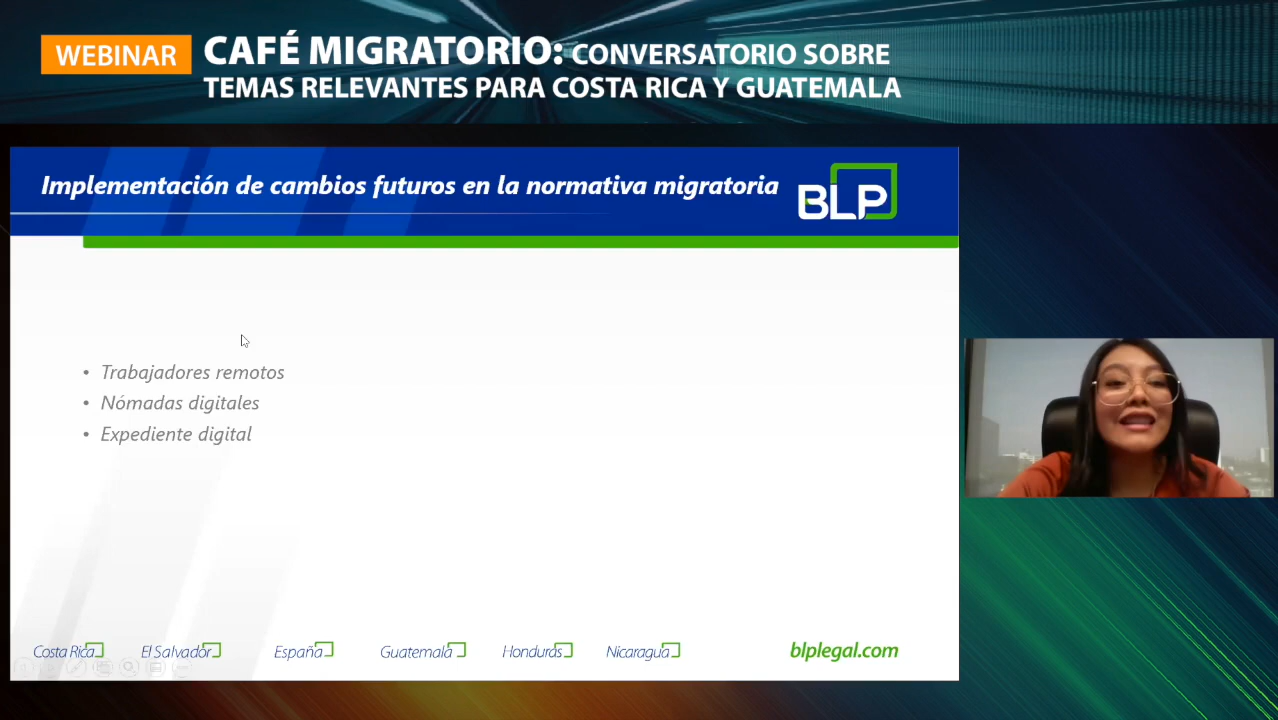 WEBINAR
CAFÉ MIGRATORIO: CONVERSATORIO SOBRE
TEMAS RELEVANTES PARA COSTA RICA Y GUATEMALA
Implementación de cambios futuros en la normativa migratoria
BLP
• Trabajadores remotos
• Nómadas digitales
• Expediente digital
Costa Rica El Salvador España Guatemala Honduras Nicaragua blplegal.com